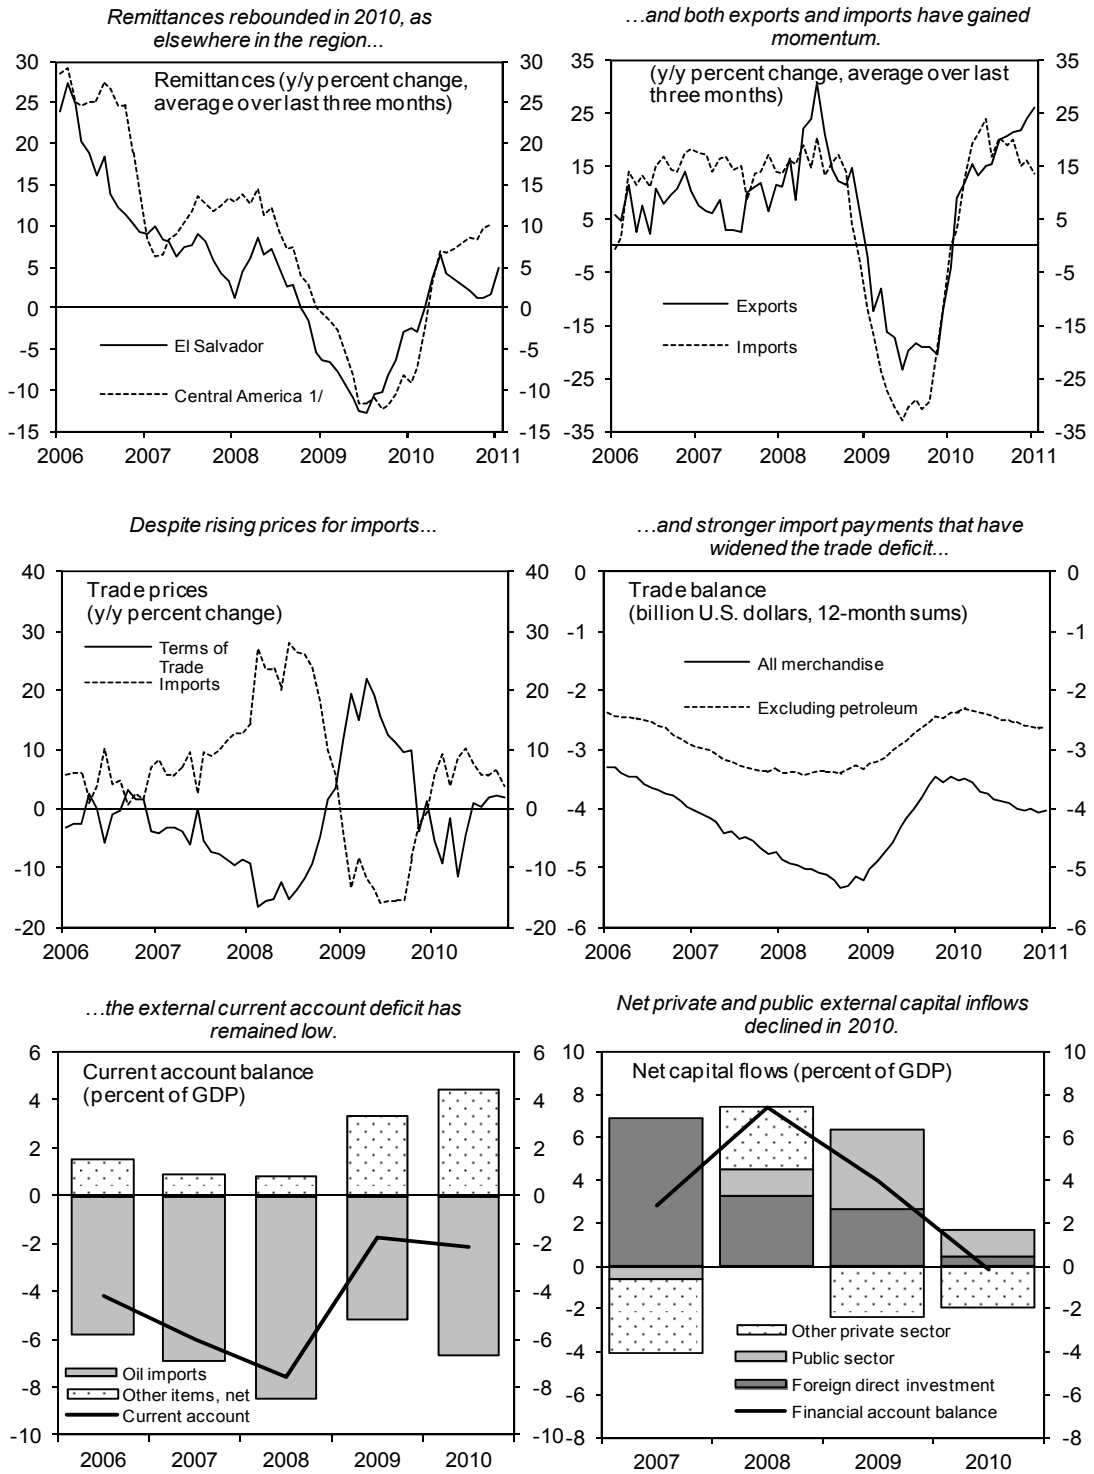 Remittances rebounded in 2010, as
elsewhere in the region...
30
25
20
15
10
5
0
-5
-10
-15
30
25
20
15
10
5
0
-5
-10
-15
Remittances (y/y percent change,
average over last three months)
El Salvador
Central America 1/
2006 2007 2008 2009 2010 2011
…and both exports and imports have gained
momentum.
35
25
15
5
-5
-15
-25
-35
35
25
15
5
-5
-15
-25
-35
(y/y percent change, average over last
three months)
Exports
Imports
2006 2007 2008 2009 2010 2011
Despite rising prices for imports...
40
30
20
10
0
-10
-20
40
30
20
10
0
-10
-20
Trade prices
(y/y percent change)
Terms of
Trade
Imports
2006 2007 2008 2009 2010
…and stronger import payments that have
widened the trade deficit...
0
-1
-2
-3
-4
-5
-6
0
-1
-2
-3
-4
-5
-6
Trade balance
(billion U.S. dollars, 12-month sums)
All merchandise
Excluding petroleum
2006 2007 2008 2009 2010 2011
…the external current account deficit has
remained low.
6
4
2
0
-2
-4
-6
-8
-10
6
4
2
0
-2
-4
-6
-8
-10
Current account balance
(percent of GDP)
Oil imports
Other items, net
Current account
2006 2007 2008 2009 2010
Net private and public external capital inflows
declined in 2010.
10
8
6
4
2
0
-2
-4
-6
-8
10
8
6
4
2
0
-2
-4
-6
-8
Net capital flows (percent of GDP)
Other private sector
Public sector
Foreign direct investment
Financial account balance
2007 2008 2009 2010